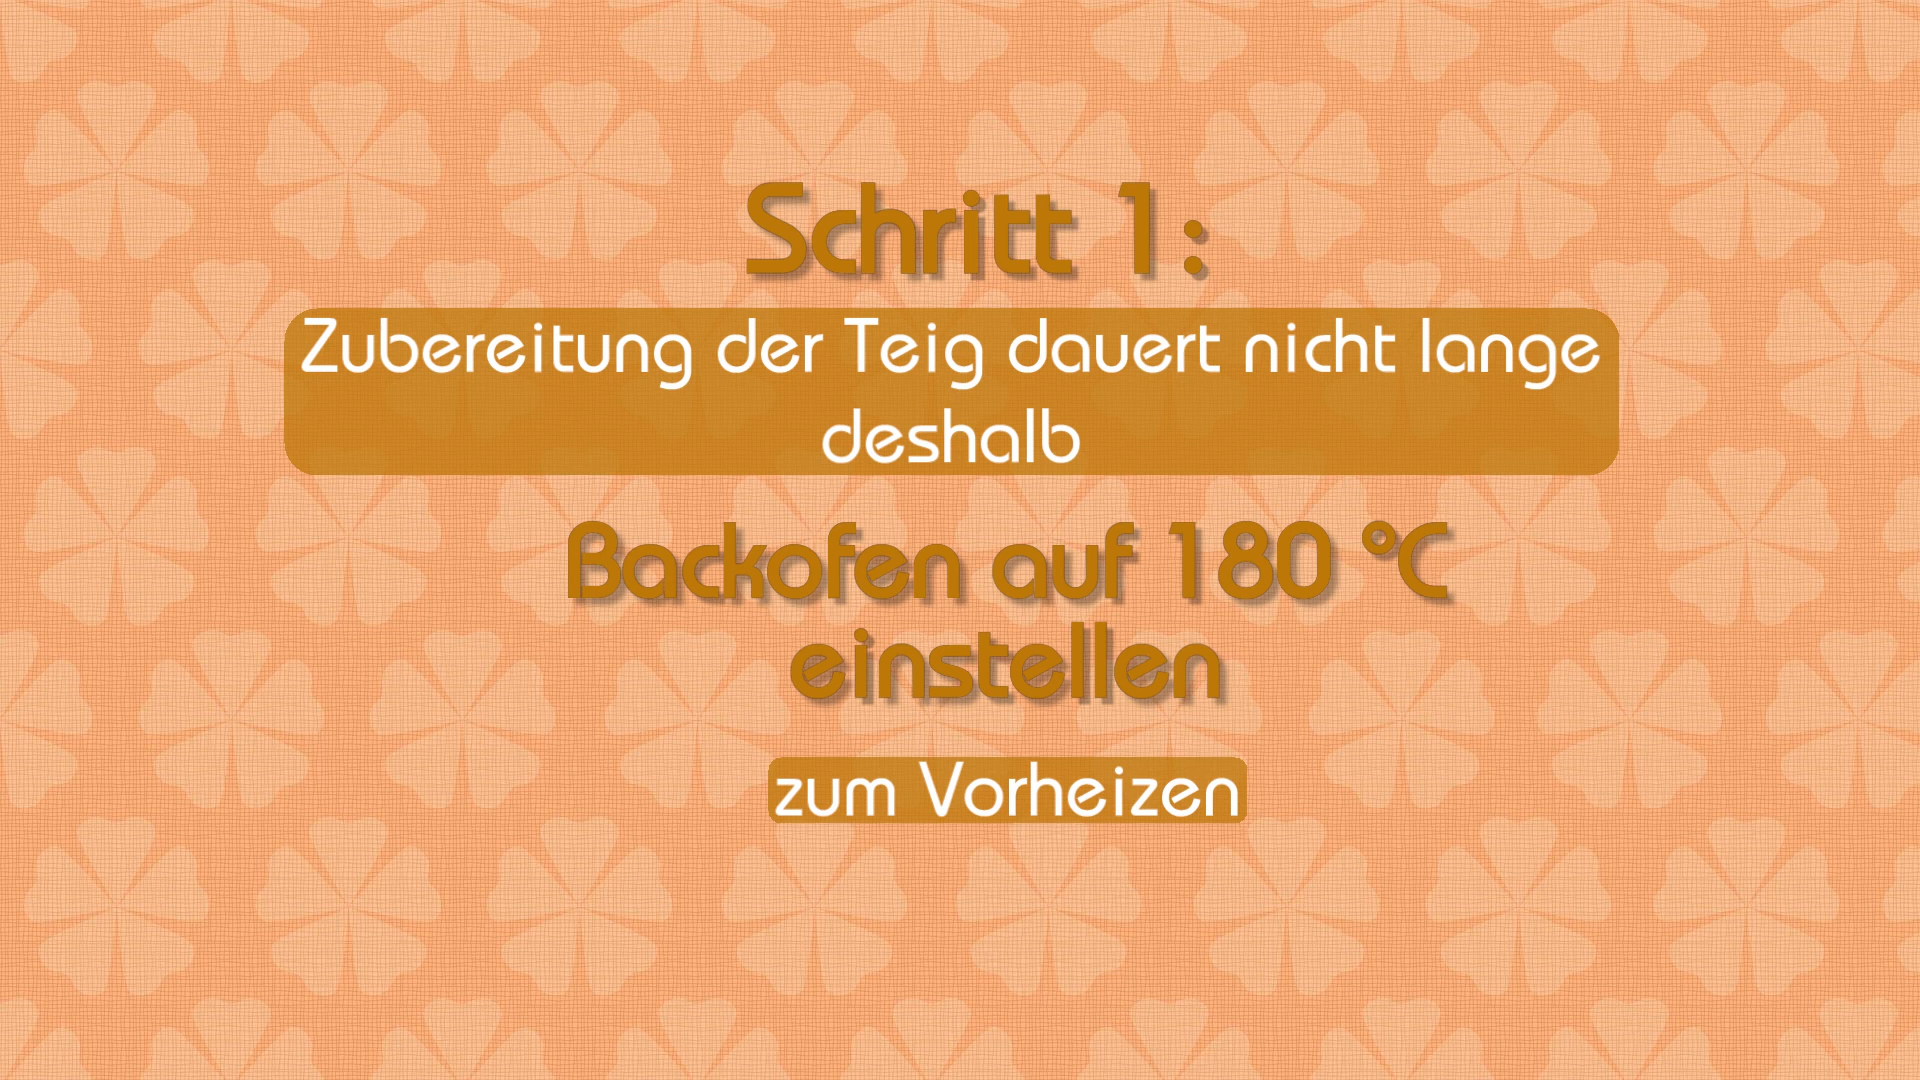 Schritt 1:
Zubereitung der Teig dauert nicht lange
deshalb
Backofen auf 180 °C
einstellen
zum Vorheizen